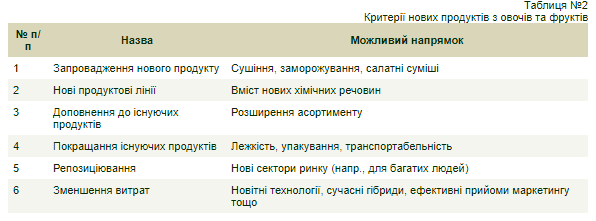 Таблиця №2
Критерії нових продуктів з овочів та фруктів
№ п/п Назва Можливий напрямок
1 Запровадження нового продукту Сушіння, заморожування, салатні суміші
2 Нові продуктові лінії Вміст нових хімічних речовин
3 Доповнення до існуючих продуктів Розширення асортименту
4 Покращання існуючих продуктів Лежкість, упакування, транспортабельність
5 Репозиціювання Нові сектори ринку (напр., для багатих людей)
6 Зменшення витрат Новітні технології, сучасні гібриди, ефективні прийоми маркетингу тощо